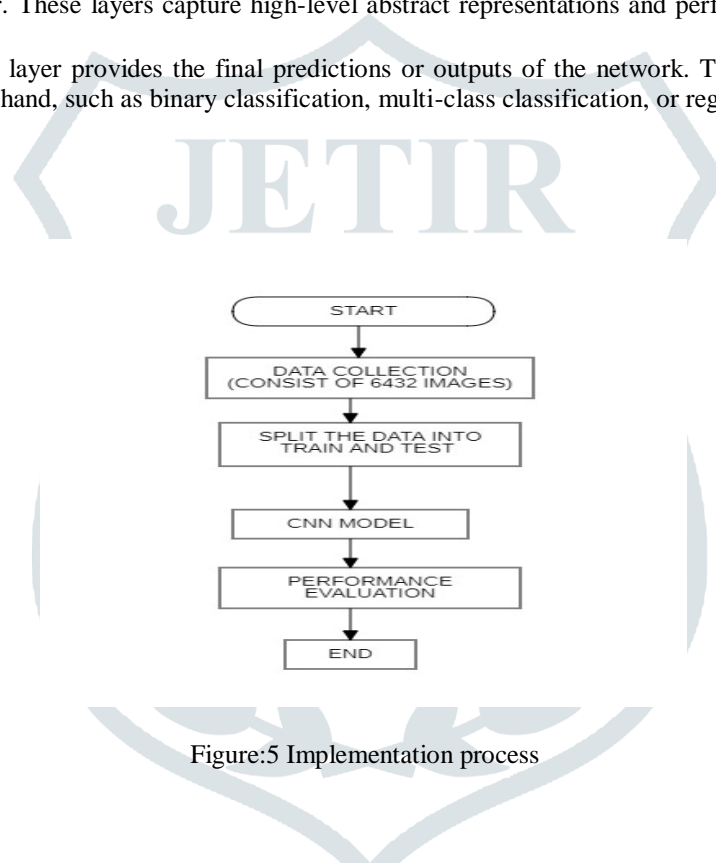 r. These layers capture high-level abstract representations and perf
layer provides the final predictions or outputs of the network. T
hand, such as binary classification, multi-class classification, or reg
JETIR
START
DATA COLLECTION
(CONSIST OF 6432 IMAGES)
SPLIT THE DATA INTO
TRAIN AND TEST
CNN MODEL
PERFORMANCE
EVALUATION
END
Figure:5 Implementation process